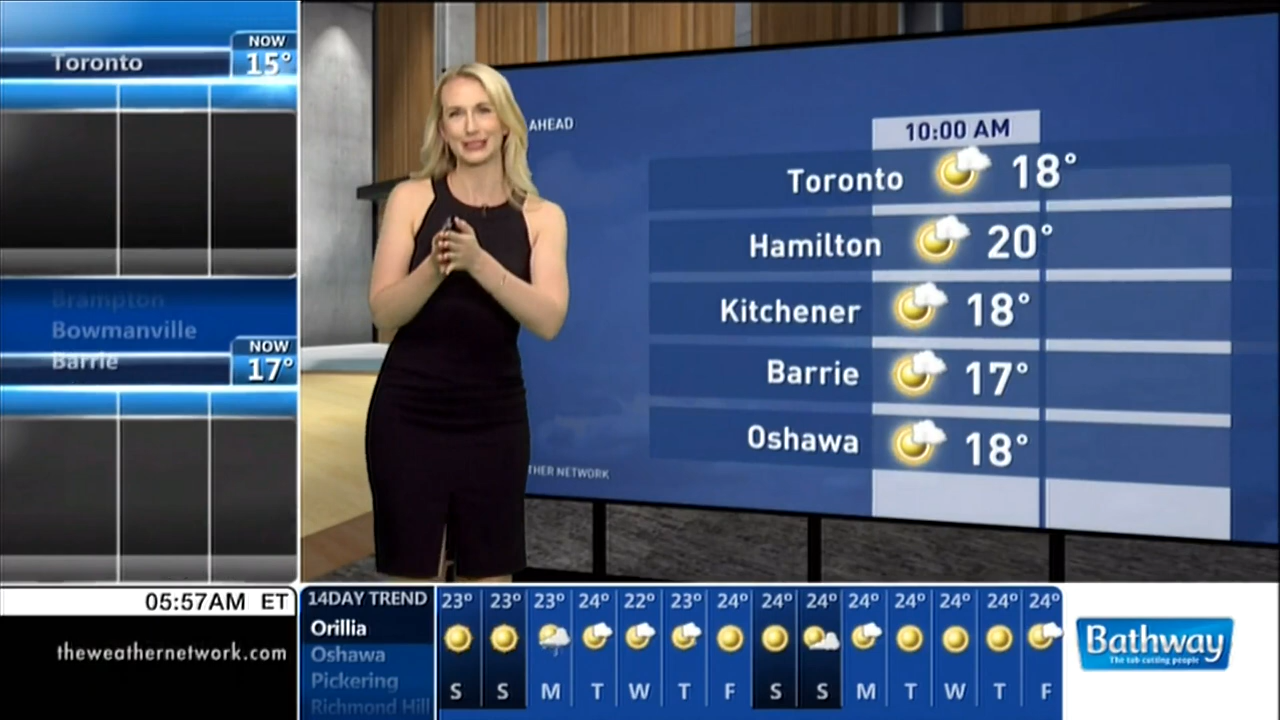 NOW
Toronto 15°
Brampton
Bowmanville
NOW
Barrie 17°
AHEAD
10:00 AM
Toronto 18°
Hamilton 20°
Kitchener 18°
Barrie 17°
Oshawa 18°
THER NETWORK
05:57AM ET
theweathernetwork.com
14DAY TREND
Orillia
Oshawa
Pickering
Richmond Hill
23° 23° 23° 24° 22° 23° 24° 24° 24° 24° 24° 24° 24° 24°
S S M T W T F S S M T W T F
Bathway
The tub cutting people